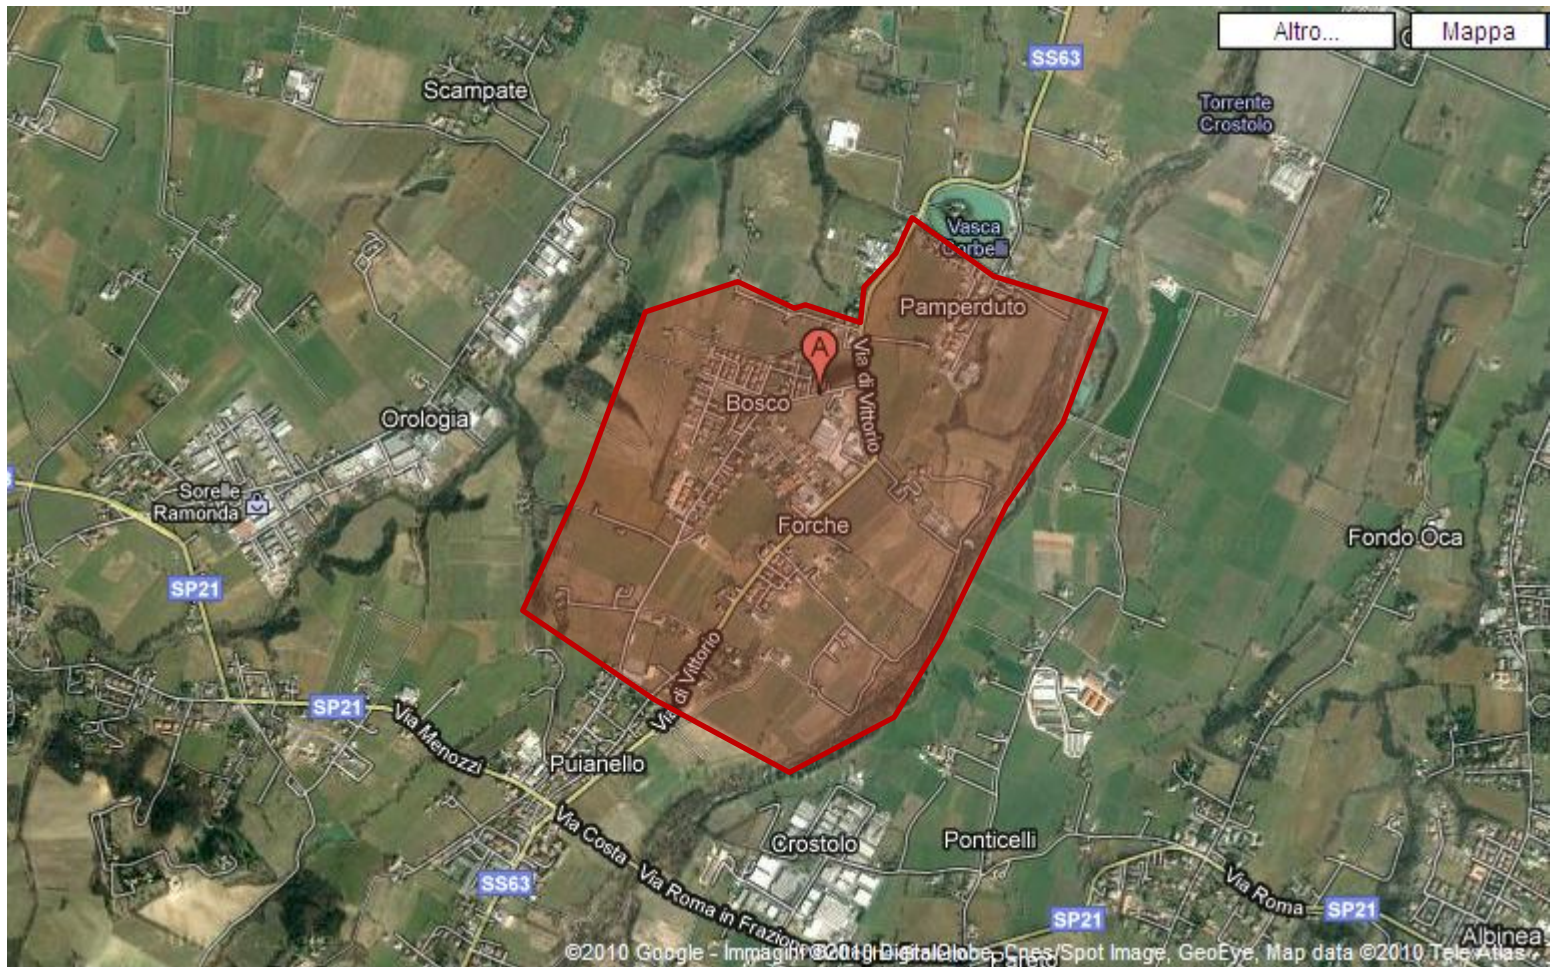 Altro...
Mappa
SS63
Scampate
Torrente
Crostolo
Vasca
Corbelli
Pamperduto
A
Via di Vittorio
Bosco
Orologia
Sorelle
Ramonda
Forche
Fondo Oca
SP21
Via di Vittorio
SP21
Via Menozzi
Puianello
Via Costa - Via Roma in Frazione
Crostolo
Ponticelli
SS63
Via Roma
SP21
SP21
Albinea
©2010 Google - Immagini ©2010 DigitalGlobe, Cnes/Spot Image, GeoEye, Map data ©2010 Tele Atlas